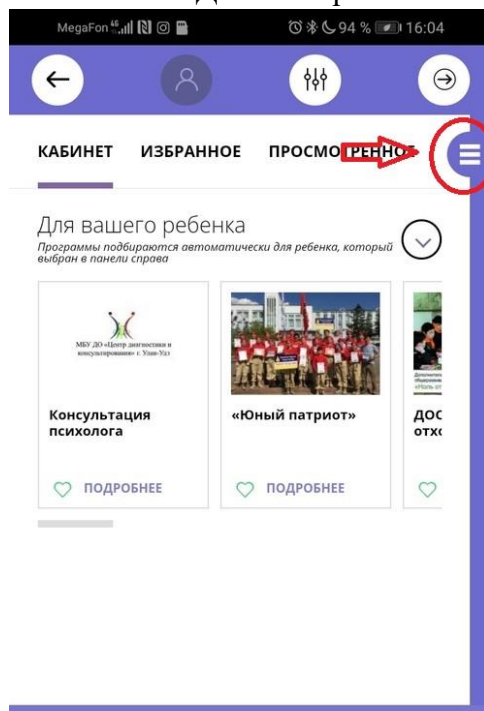 MegaFon 4G 94 % 16:04
КАБИНЕТ ИЗБРАННОЕ ПРОСМОТРЕННОЕ
Для вашего ребенка
Программы подбираются автоматически для ребенка, который
выбран в панели справа
МБУ ДО «Центр диагностики и
консультирования» г. Улан-Удэ
Консультация
психолога
ПОДРОБНЕЕ
«Юный патриот»
ПОДРОБНЕЕ
ДОС
отхо